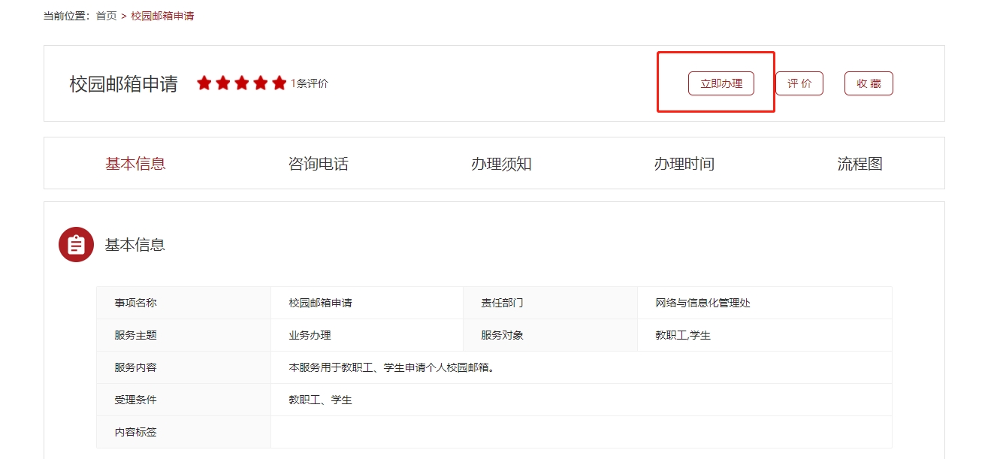 当前位置：首页 > 校园邮箱申请
校园邮箱申请 1条评价 立即办理 评 价 收 藏
基本信息 咨询电话 办理须知 办理时间 流程图
基本信息
事项名称 校园邮箱申请 责任部门 网络与信息化管理处
服务主题 业务办理 服务对象 教职工,学生
服务内容 本服务用于教职工、学生申请个人校园邮箱。
受理条件 教职工、学生
内容标签